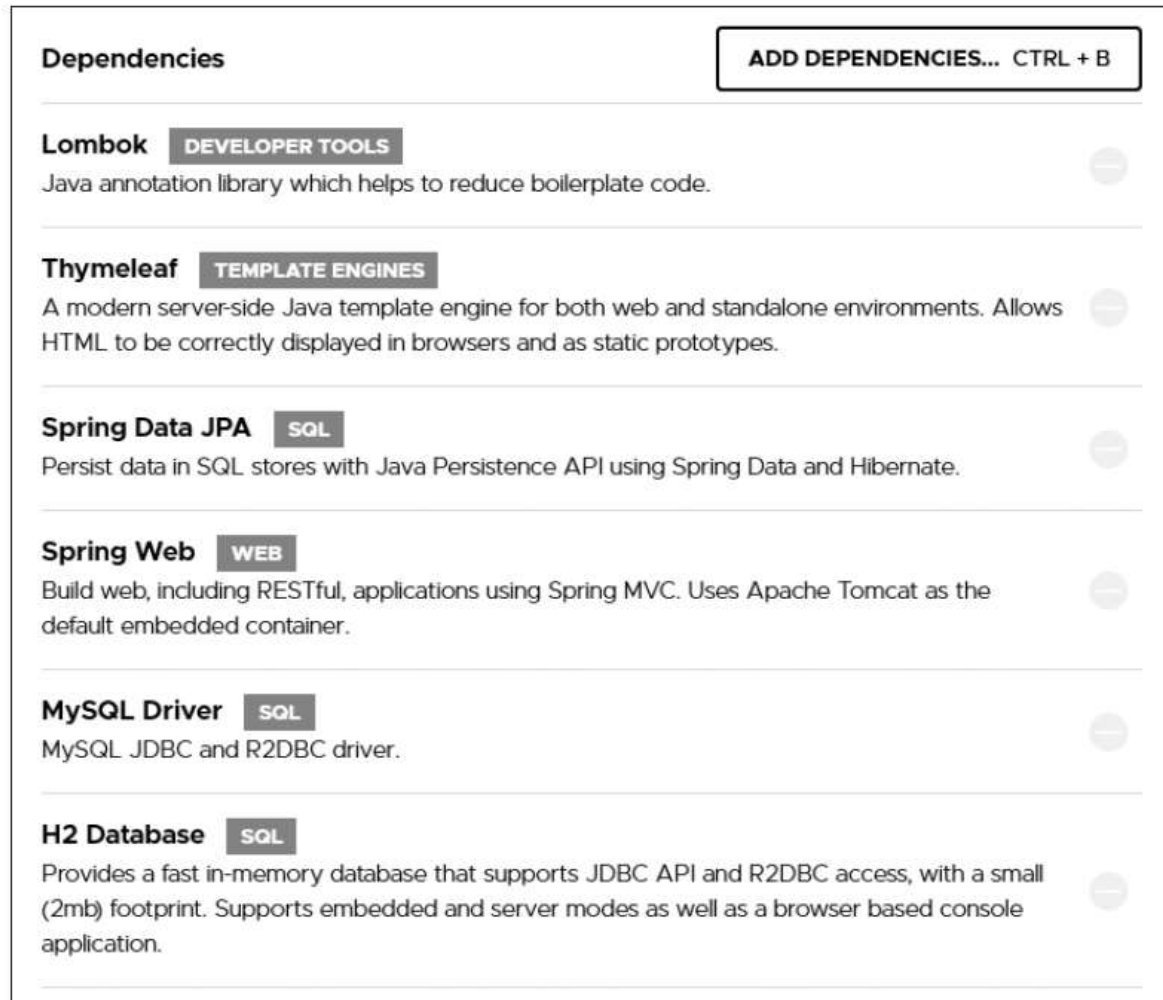 Dependencies ADD DEPENDENCIES... CTRL + B
Lombok DEVELOPER TOOLS
Java annotation library which helps to reduce boilerplate code.
Thymeleaf TEMPLATE ENGINES
A modern server-side Java template engine for both web and standalone environments. Allows
HTML to be correctly displayed in browsers and as static prototypes.
Spring Data JPA SQL
Persist data in SQL stores with Java Persistence API using Spring Data and Hibernate.
Spring Web WEB
Build web, including RESTful, applications using Spring MVC. Uses Apache Tomcat as the
default embedded container.
MySQL Driver SQL
MySQL JDBC and R2DBC driver.
H2 Database SQL
Provides a fast in-memory database that supports JDBC API and R2DBC access, with a small
(2mb) footprint. Supports embedded and server modes as well as a browser based console
application.